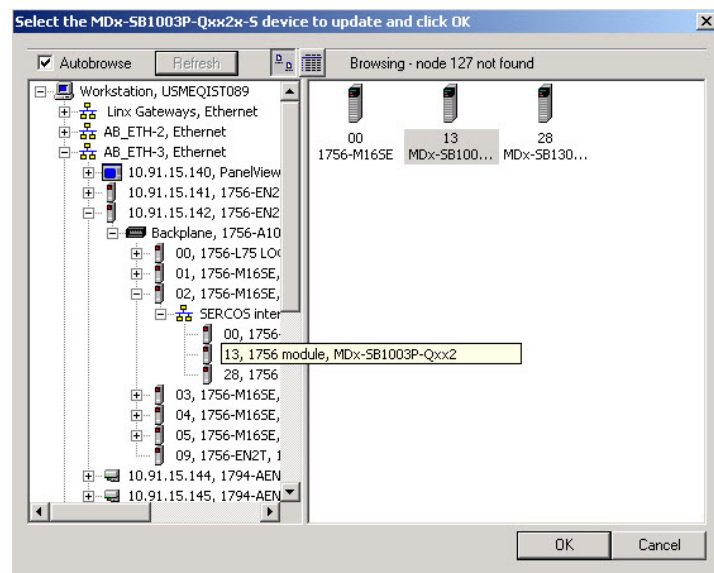 Select the MDx-SB1003P-Qxx2x-S device to update and click OK
Autobrowse
Refresh
Browsing - node 127 not found
Workstation, USMEQIST089
Linx Gateways, Ethernet
AB_ETH-2, Ethernet
AB_ETH-3, Ethernet
10.91.15.140, PanelView
10.91.15.141, 1756-EN2
10.91.15.142, 1756-EN2
Backplane, 1756-A10
00, 1756-L75 LO
01, 1756-M16SE,
02, 1756-M16SE,
SERCOS inter
00, 1756-
13, 1756 module, MDx-SB1003P-Qxx2
28, 1756
03, 1756-M16SE,
04, 1756-M16SE,
05, 1756-M16SE,
09, 1756-EN2T, 1
10.91.15.144, 1794-AEN
10.91.15.145, 1794-AEN
00
1756-M16SE
13
MDx-SB100...
28
MDx-SB130...
OK
Cancel